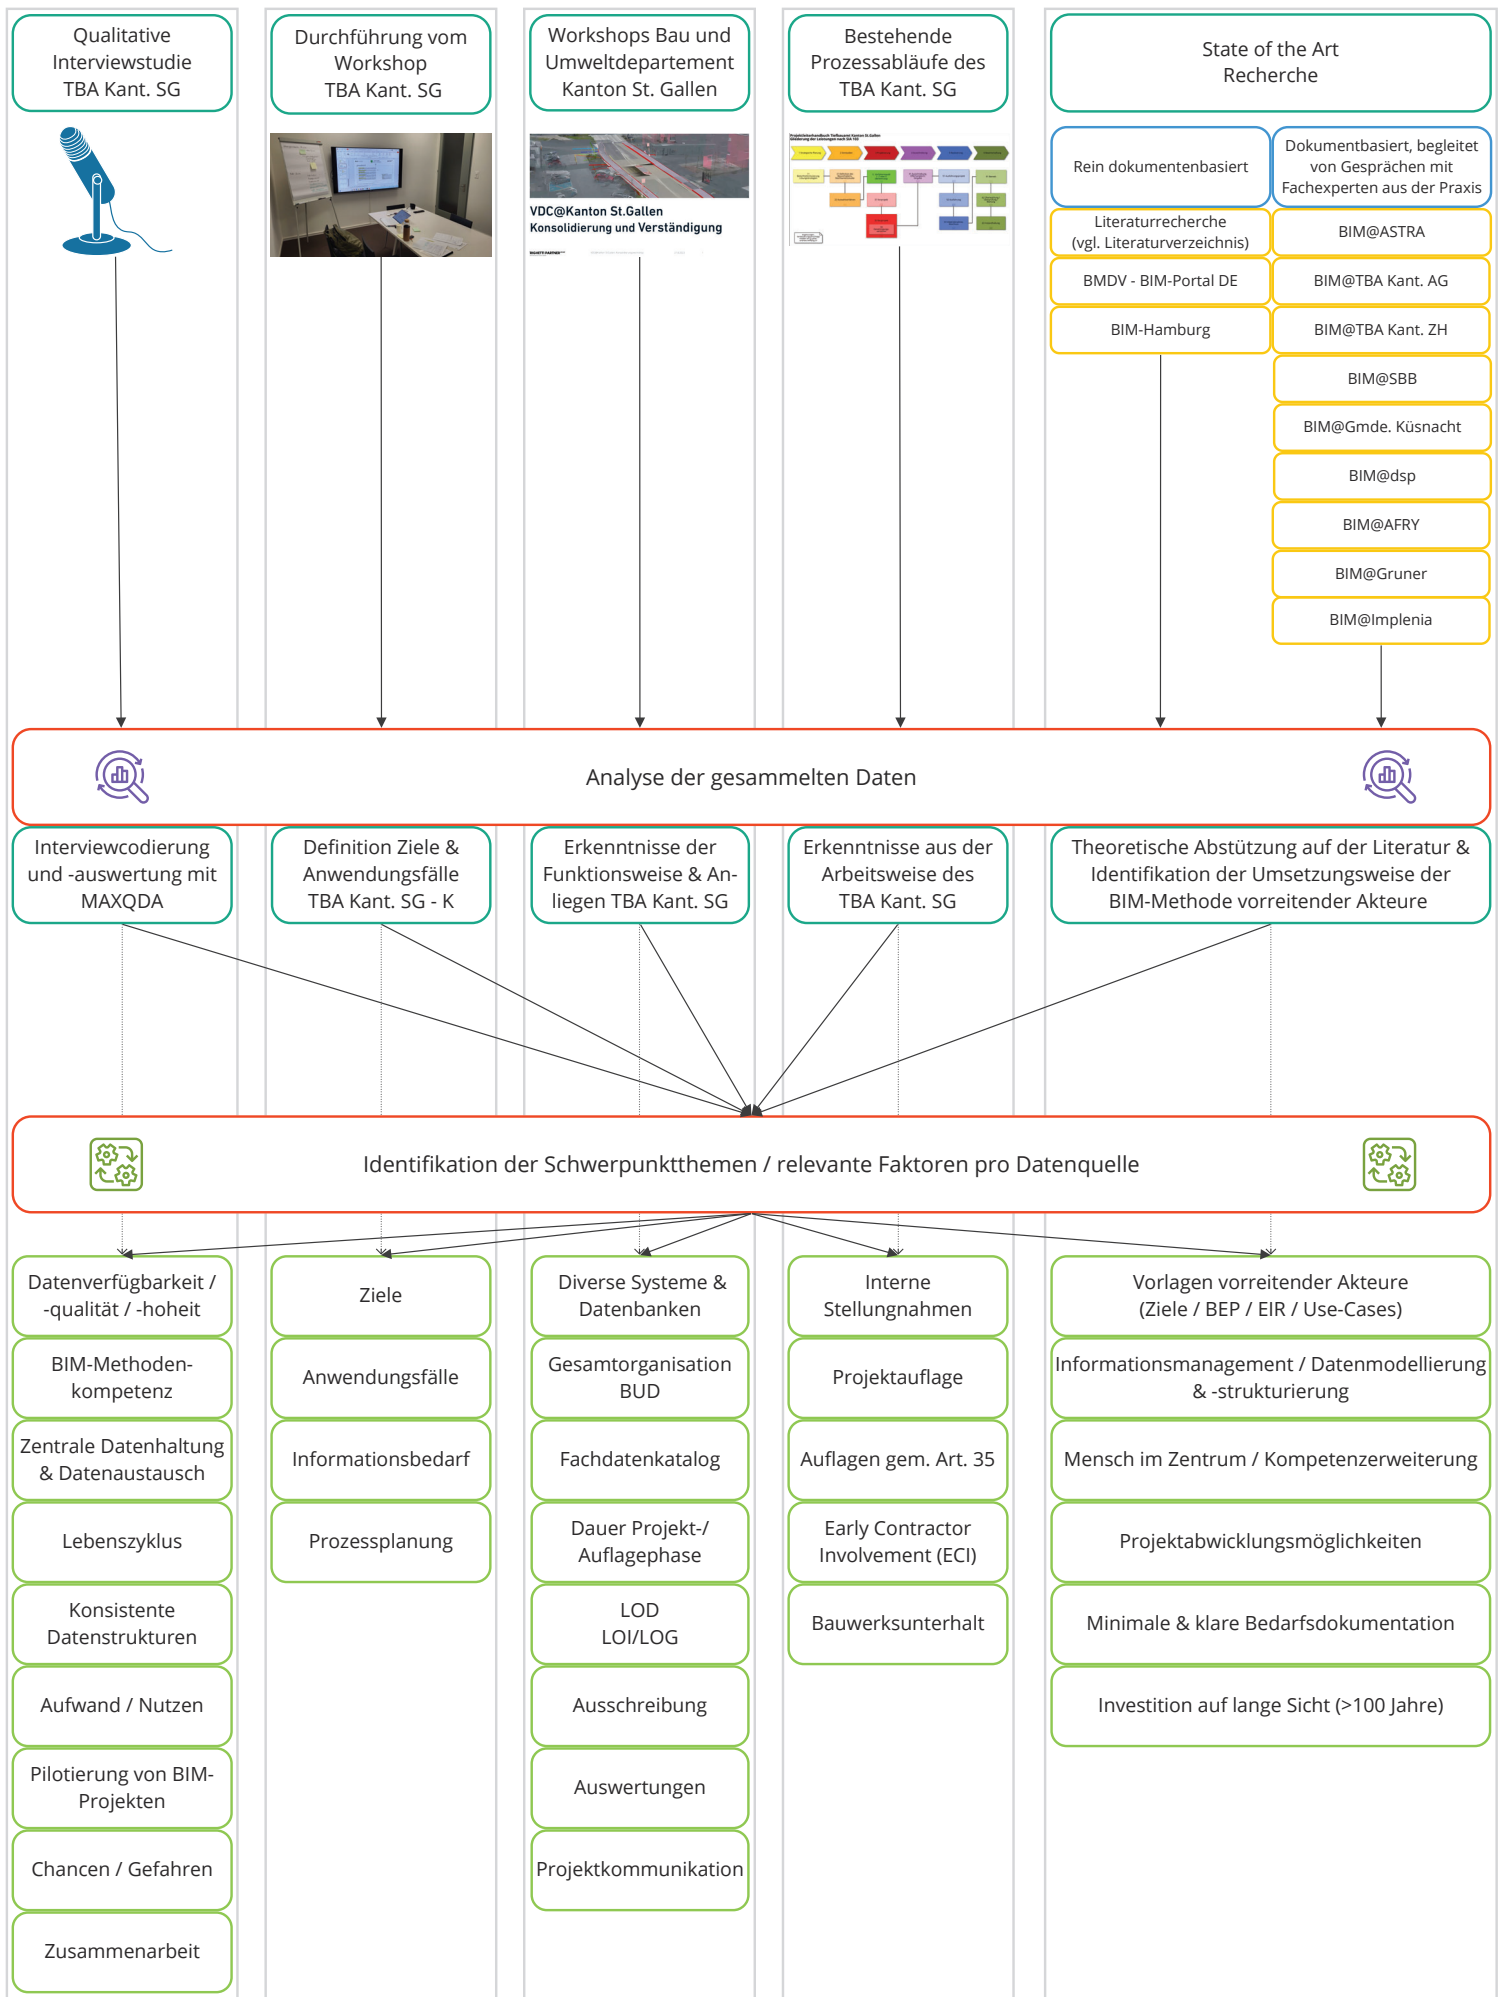 Qualitative
Interviewstudie
TBA Kant. SG
Durchführung vom
Workshop
TBA Kant. SG
Workshops Bau und
Umweltdepartement
Kanton St. Gallen
Bestehende
Prozessabläufe des
TBA Kant. SG
State of the Art
Recherche
VDC@Kanton St.Gallen
Konsolidierung und Verständigung
Rein dokumentenbasiert
Literaturrecherche
(vgl. Literaturverzeichnis)
BMDV - BIM-Portal DE
BIM-Hamburg
Dokumentbasiert, begleitet
von Gesprächen mit
Fachexperten aus der Praxis
BIM@ASTRA
BIM@TBA Kant. AG
BIM@TBA Kant. ZH
BIM@SBB
BIM@Gmde. Küsnacht
BIM@dsp
BIM@AFRY
BIM@Gruner
BIM@Implenia
Analyse der gesammelten Daten
Interviewcodierung
und -auswertung mit
MAXQDA
Definition Ziele &
Anwendungsfälle
TBA Kant. SG - K
Erkenntnisse der
Funktionsweise & An-
liegen TBA Kant. SG
Erkenntnisse aus der
Arbeitsweise des
TBA Kant. SG
Theoretische Abstützung auf der Literatur &
Identifikation der Umsetzungsweise der
BIM-Methode vorreitender Akteure
Identifikation der Schwerpunktthemen / relevante Faktoren pro Datenquelle
Datenverfügbarkeit /
-qualität / -hoheit
BIM-Methoden-
kompetenz
Zentrale Datenhaltung
& Datenaustausch
Lebenszyklus
Konsistente
Datenstrukturen
Aufwand / Nutzen
Pilotierung von BIM-
Projekten
Chancen / Gefahren
Zusammenarbeit
Ziele
Anwendungsfälle
Informationsbedarf
Prozessplanung
Diverse Systeme &
Datenbanken
Gesamtorganisation
BUD
Fachdatenkatalog
Dauer Projekt-/
Auflagephase
LOD
LOI/LOG
Ausschreibung
Auswertungen
Projektkommunikation
Interne
Stellungnahmen
Projektauflage
Auflagen gem. Art. 35
Early Contractor
Involvement (ECI)
Bauwerksunterhalt
Vorlagen vorreitender Akteure
(Ziele / BEP / EIR / Use-Cases)
Informationsmanagement / Datenmodellierung
& -strukturierung
Mensch im Zentrum / Kompetenzerweiterung
Projektabwicklungsmöglichkeiten
Minimale & klare Bedarfsdokumentation
Investition auf lange Sicht (>100 Jahre)